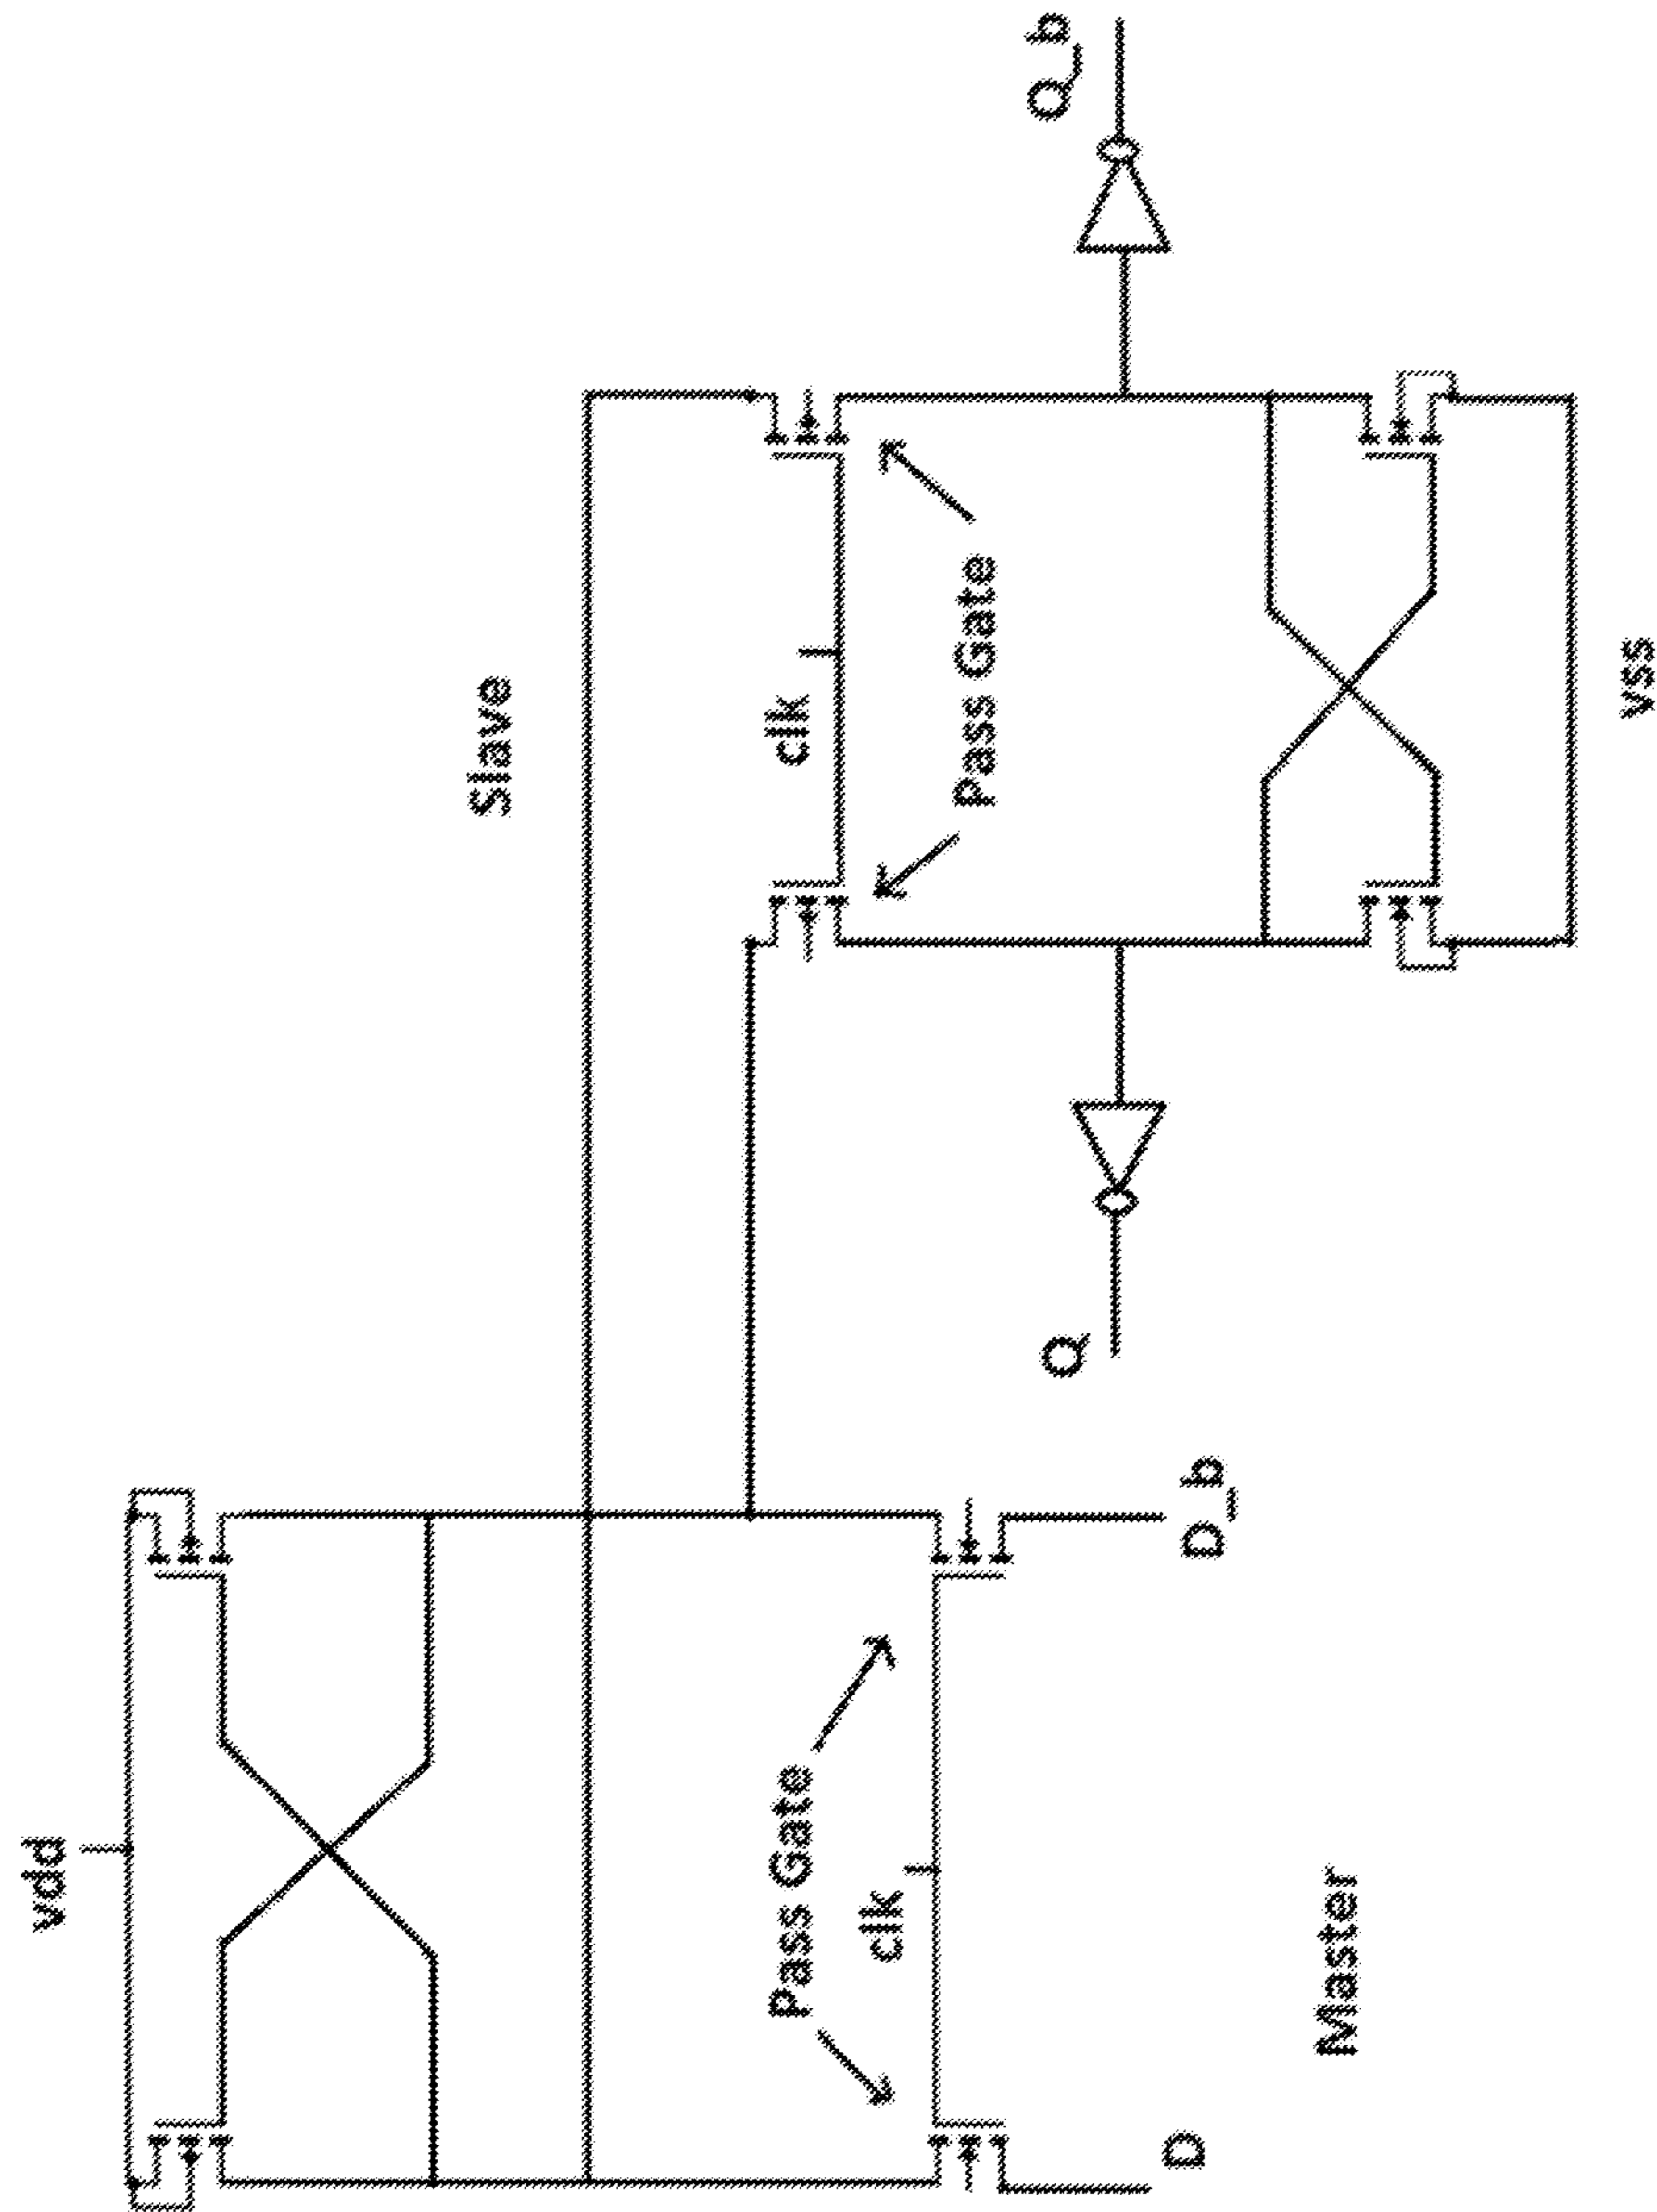 vdd
Pass Gate
clk
D
D_b
Master
Slave
clk
Pass Gate
Q
Q_b
vss